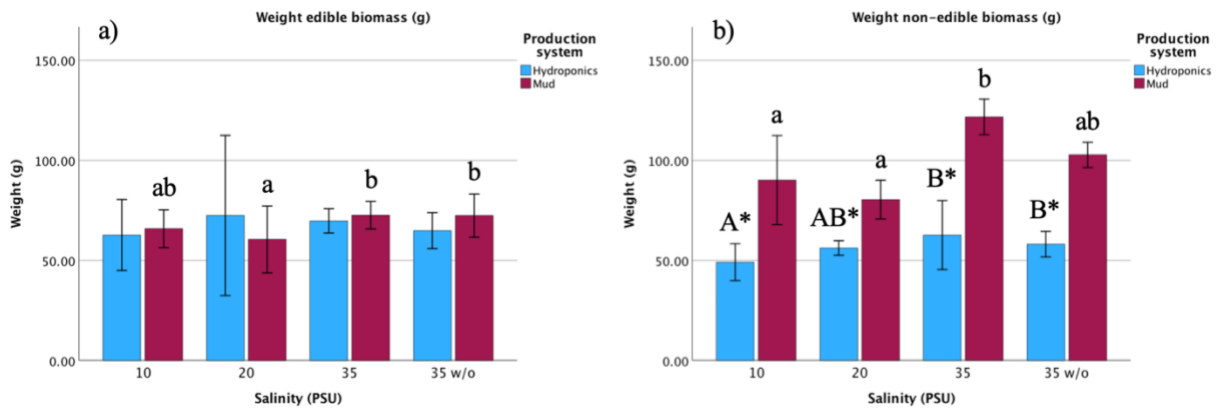 Weight edible biomass (g)
a)
Production
system
Hydroponics
Mud
150.00
100.00
50.00
0.00
Weight (g)
ab
a
b
b
10
20
35
35 w/o
Salinity (PSU)
Weight non-edible biomass (g)
b)
Production
system
Hydroponics
Mud
150.00
100.00
50.00
0.00
Weight (g)
A*
a
AB*
a
B*
b
B*
ab
10
20
35
35 w/o
Salinity (PSU)